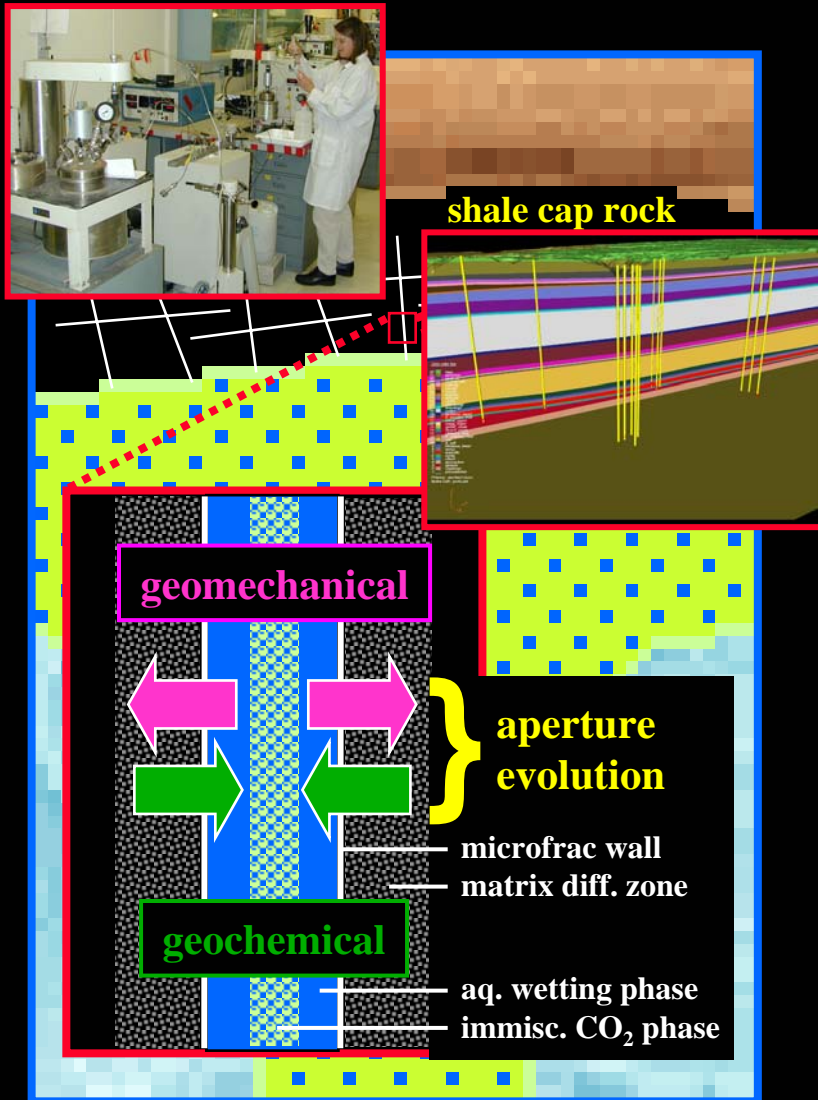 shale cap rock
geomechanical
aperture
evolution
microfrac wall
matrix diff. zone
geochemical
aq. wetting phase
immisc. CO₂ phase